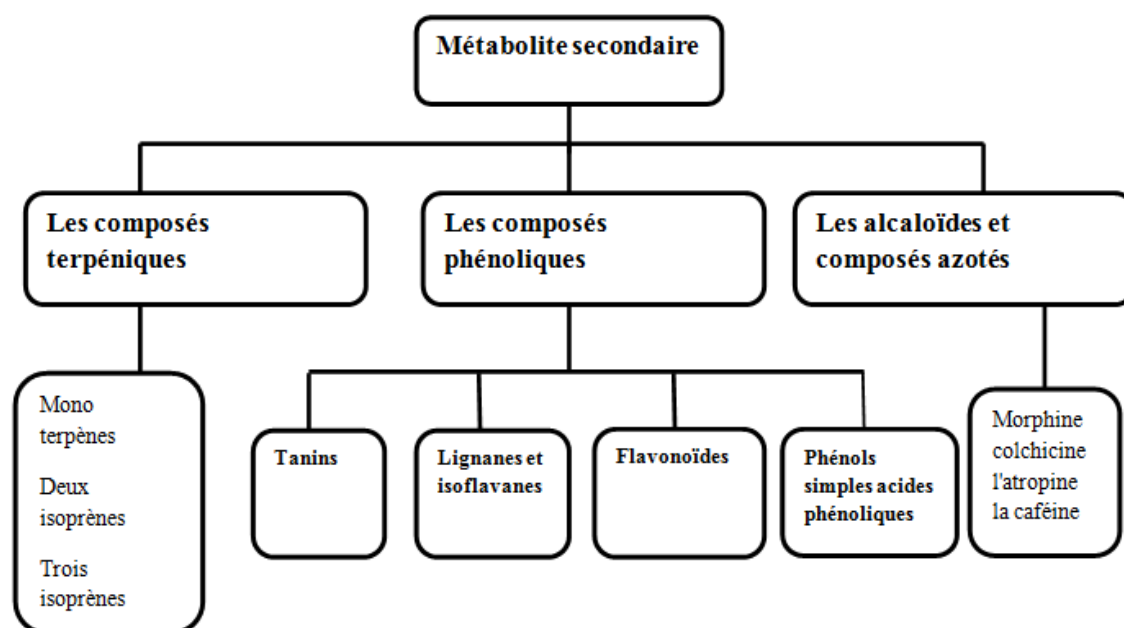 Métabolite secondaire
Les composés
terpéniques
Les composés
phénoliques
Les alcaloïdes et
composés azotés
Mono
terpènes
Deux
isoprènes
Trois
isoprènes
Tanins
Lignanes et
isoflavanes
Flavonoïdes
Phénols
simples acides
phénoliques
Morphine
colchicine
l'atropine
la caféine